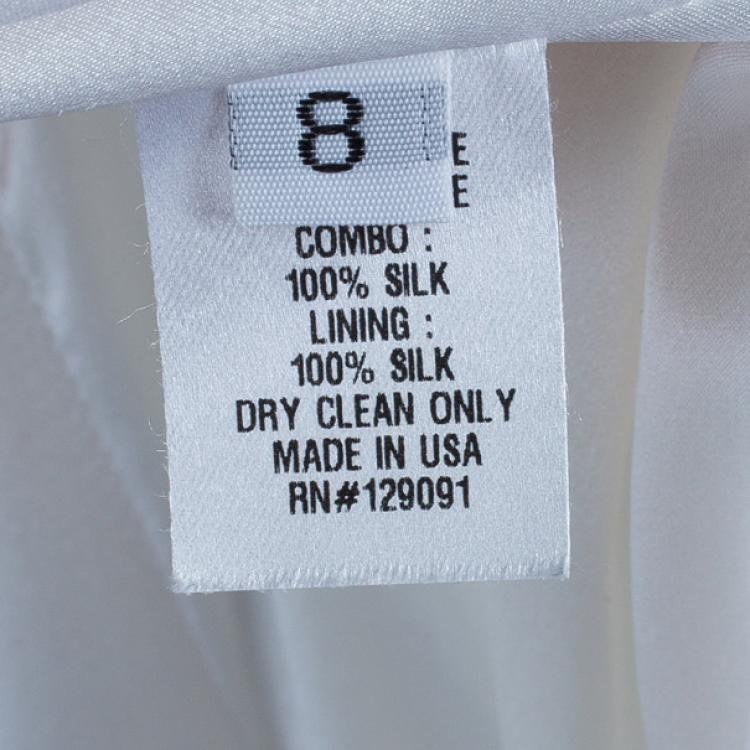 8
E
E
COMBO :
100% SILK
LINING :
100% SILK
DRY CLEAN ONLY
MADE IN USA
RN#129091